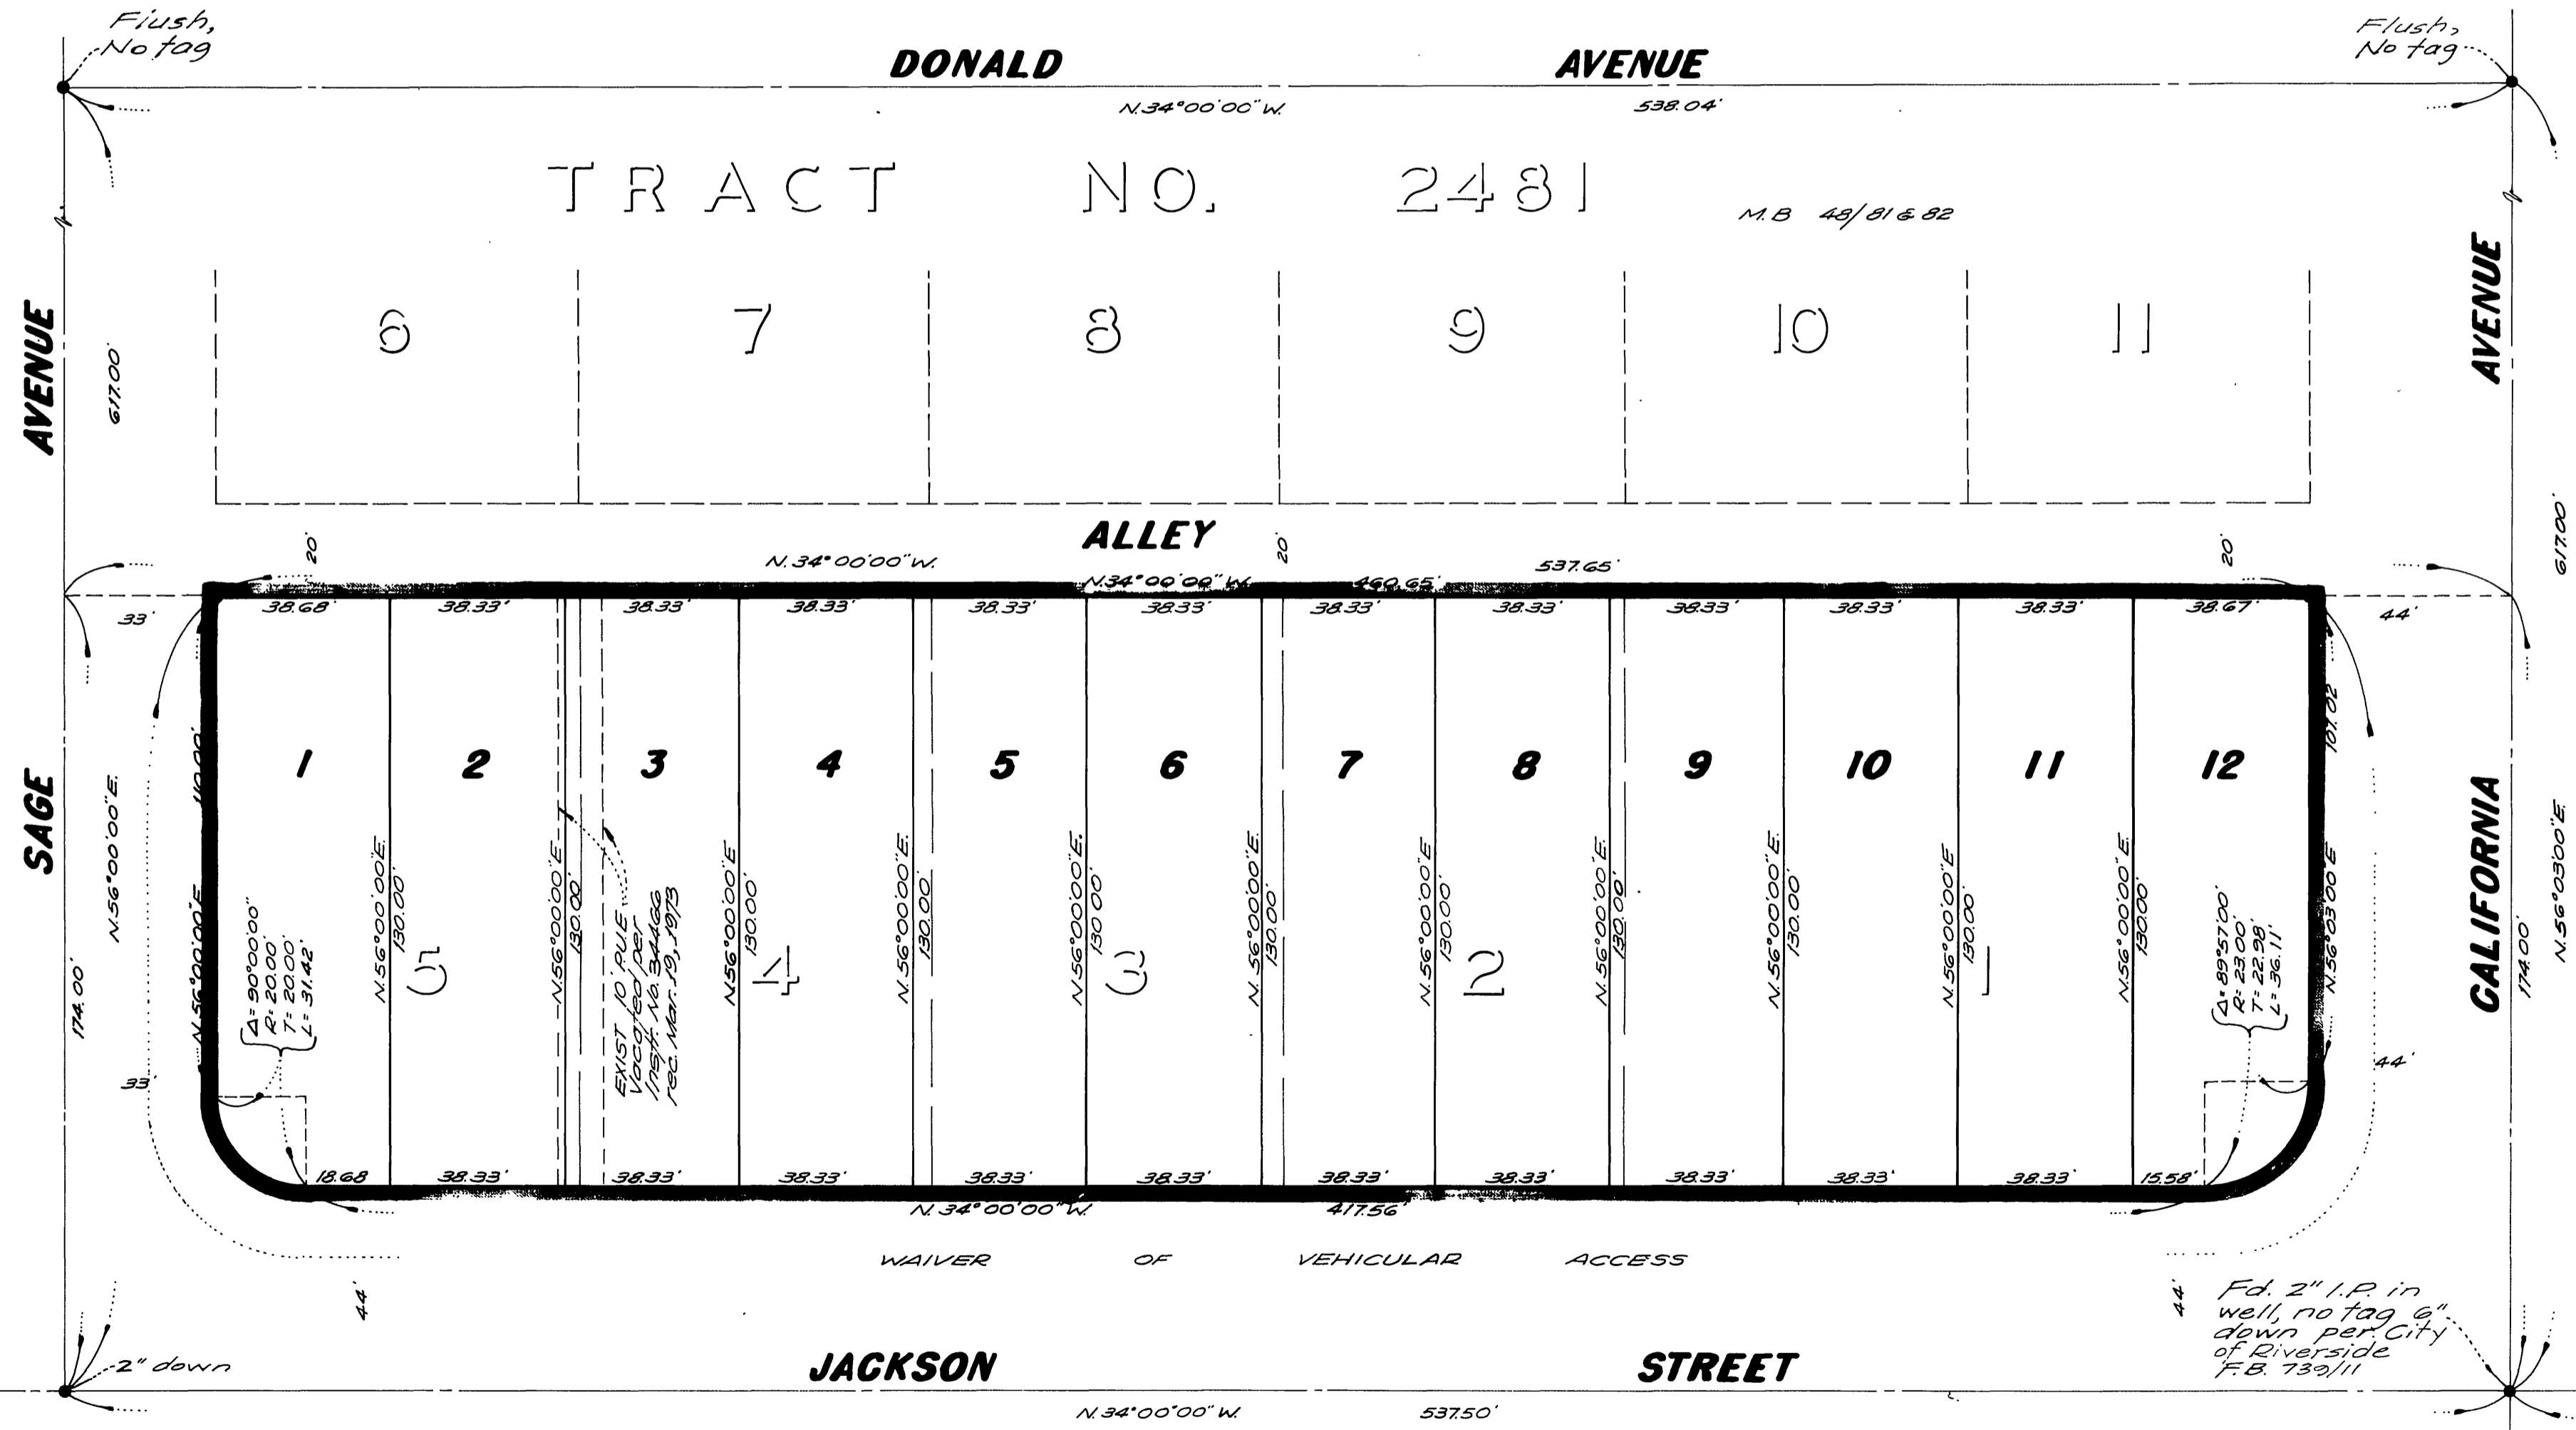 Flush,
No tag
Flush,
No tag
DONALD AVENUE
N.34°00'00"W. 538.04'
TRACT NO. 2481
M.B 48/81 & 82
AVENUE
617.00'
6 7 8 9 10 11
AVENUE
617.00'
ALLEY
20' 20' 20'
N.34°00'00"W. 537.65'
N.34°00'00"W. 460.65'
33' 44'
38.68' 38.33' 38.33' 38.33' 38.33' 38.33' 38.33' 38.33' 38.33' 38.33' 38.33' 38.67'
1 2 3 4 5 6 7 8 9 10 11 12
SAGE
N.56°00'00"E.
174.00'
110.00'
N.56°00'00"E
Δ=90°00'00"
R=20.00'
T=20.00'
L=31.42'
N.56°00'00"E.
130.00'
5
N.56°00'00"E.
130.00'
EXIST 10' PUE
Vacated per
Instr. No. 34466
rec. Mar. 19, 1973
N.56°00'00"E
130.00'
4
N.56°00'00"E.
130.00'
N.56°00'00"E.
130.00'
3
N.56°00'00"E.
130.00'
N.56°00'00"E
130.00'
2
N.56°00'00"E.
130.00'
N.56°00'00"E.
130.00'
N.56°00'00"E
130.00'
1
N.56°00'00"E.
130.00'
Δ=89°57'00"
R=23.00'
T=22.98'
L=36.11'
107.02'
N.56°03'00"E
CALIFORNIA
174.00'
N.56°03'00"E
33' 44'
18.68 38.33' 38.33' 38.33' 38.33' 38.33' 38.33' 38.33' 38.33' 38.33' 38.33' 15.58'
N.34°00'00"W. 417.56'
WAIVER OF VEHICULAR ACCESS
44' 44'
Fd. 2" I.P. in
well, no tag 6"
down per City
of Riverside
F.B. 739/11
2" down
JACKSON STREET
N.34°00'00"W. 537.50'